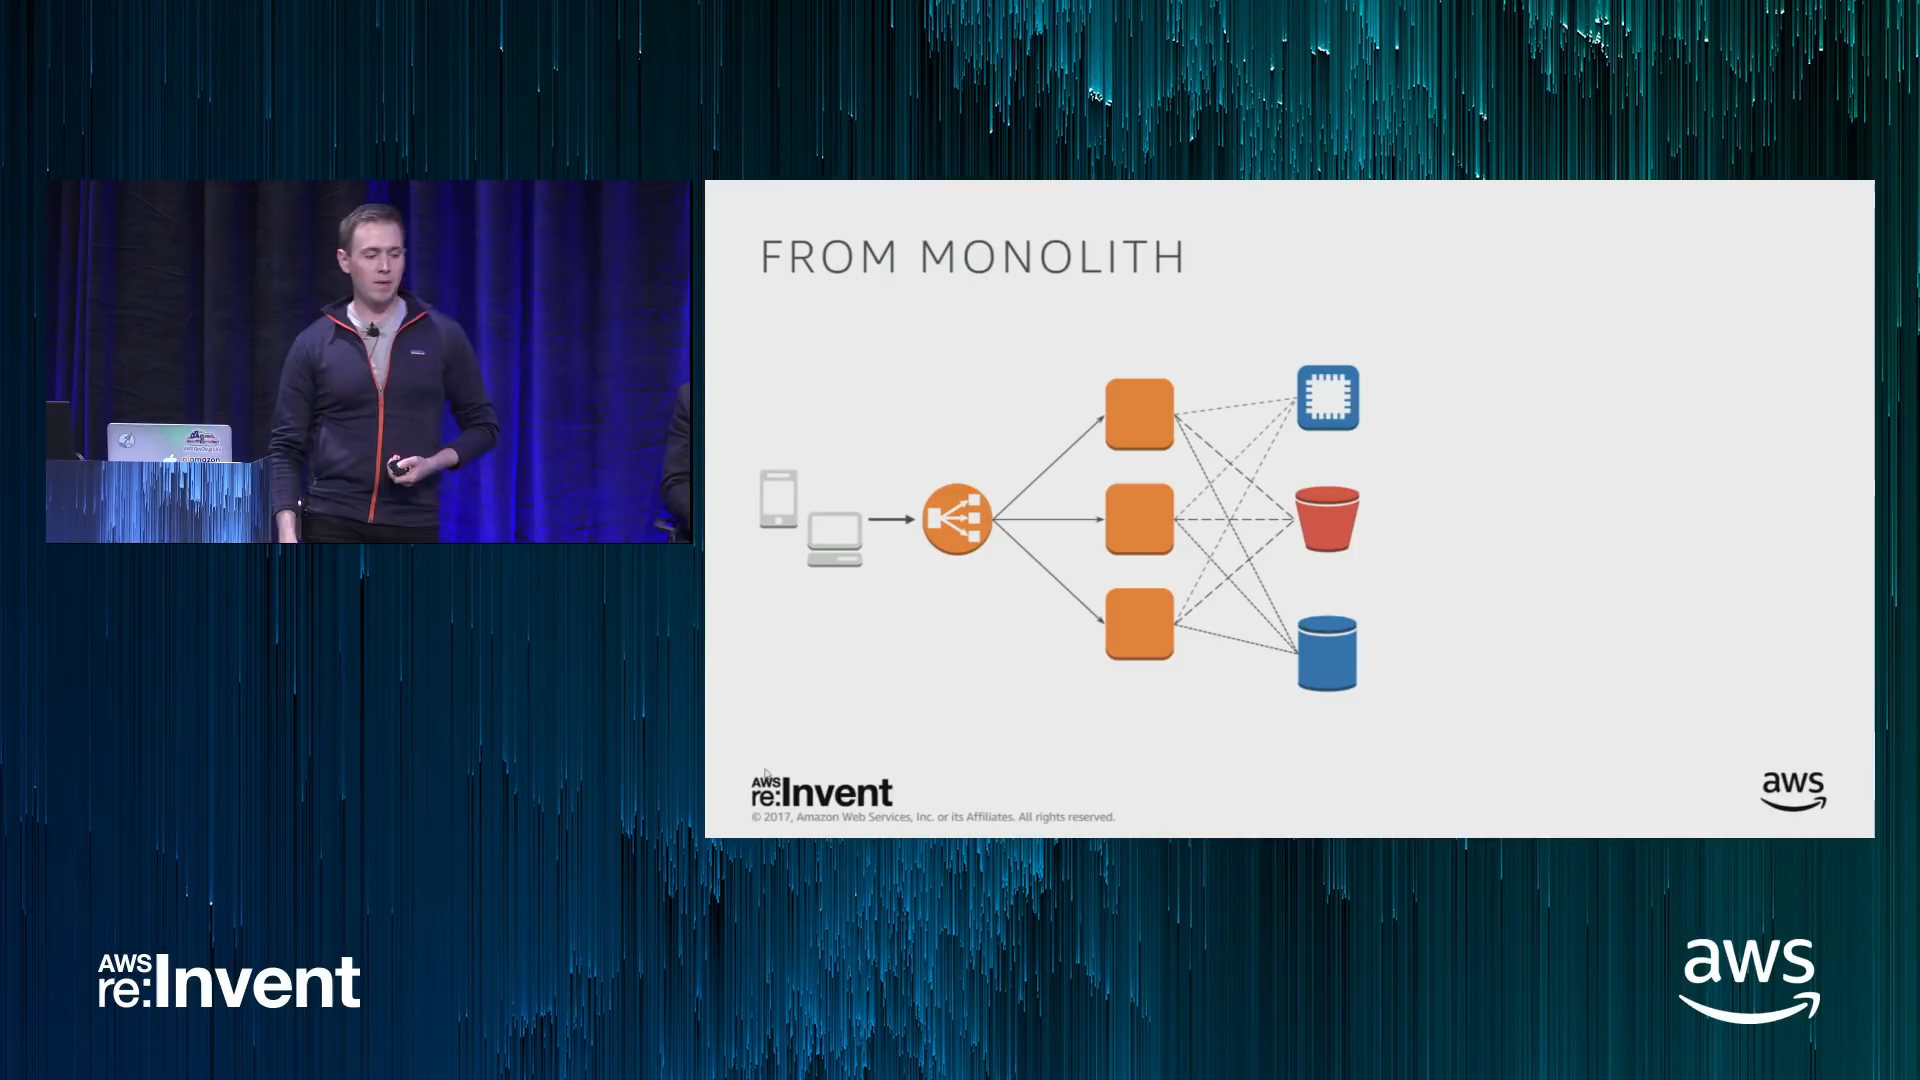 FROM MONOLITH
AWS
re:Invent
© 2017, Amazon Web Services, Inc. or its Affiliates. All rights reserved.
aws
AWS
re:Invent
aws